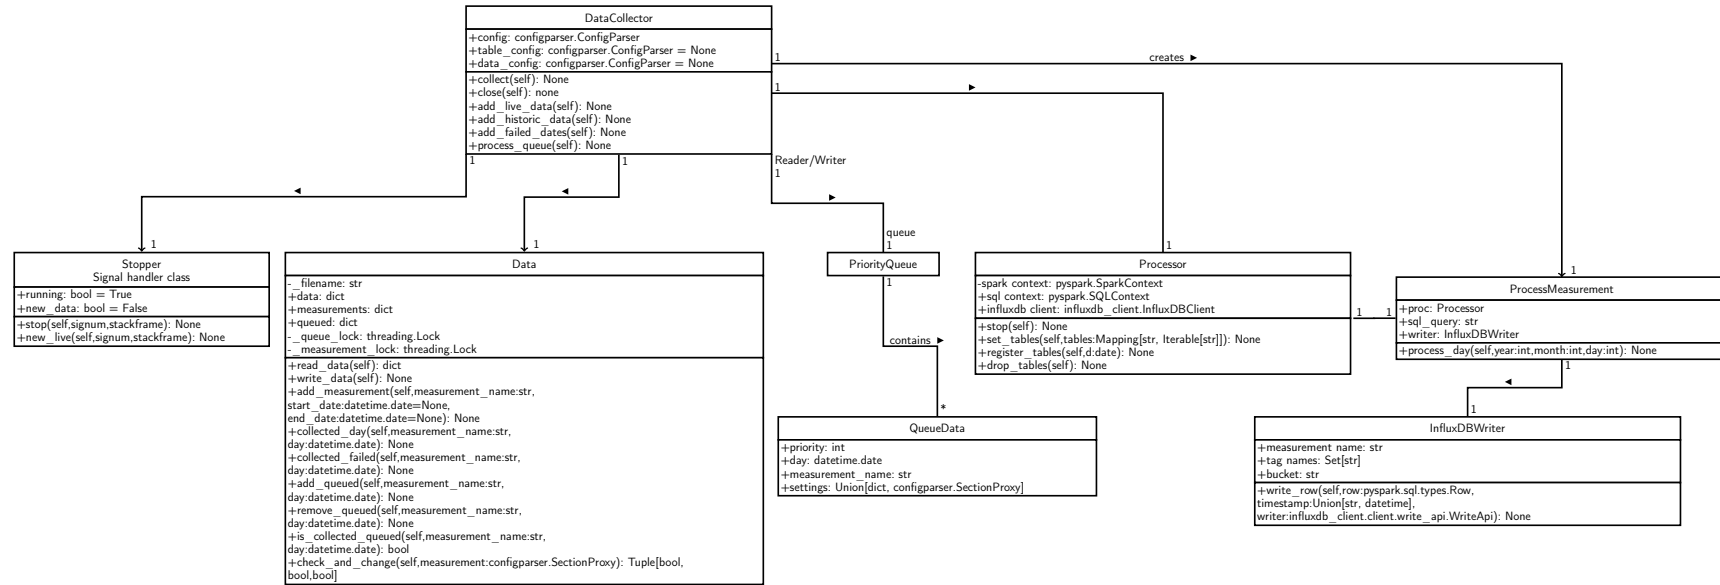 DataCollector
+config: configparser.ConfigParser
+table_config: configparser.ConfigParser = None
+data_config: configparser.ConfigParser = None
+collect(self): None
+close(self): none
+add_live_data(self): None
+add_historic_data(self): None
+add_failed_dates(self): None
+process_queue(self): None
1
creates ►
1
►
1
◄
1
◄
Reader/Writer
1
►
1
1
queue
1
1
1
Stopper
Signal handler class
+running: bool = True
+new_data: bool = False
+stop(self,signum,stackframe): None
+new_live(self,signum,stackframe): None
Data
-_filename: str
+data: dict
+measurements: dict
+queued: dict
-_queue_lock: threading.Lock
-_measurement_lock: threading.Lock
+read_data(self): dict
+write_data(self): None
+add_measurement(self,measurement_name:str,
start_date:datetime.date=None,
end_date:datetime.date=None): None
+collected_day(self,measurement_name:str,
day:datetime.date): None
+collected_failed(self,measurement_name:str,
day:datetime.date): None
+add_queued(self,measurement_name:str,
day:datetime.date): None
+remove_queued(self,measurement_name:str,
day:datetime.date): None
+is_collected_queued(self,measurement_name:str,
day:datetime.date): bool
+check_and_change(self,measurement:configparser.SectionProxy): Tuple[bool,
bool,bool]
PriorityQueue
1
contains ►
*
QueueData
+priority: int
+day: datetime.date
+measurement_name: str
+settings: Union[dict, configparser.SectionProxy]
Processor
-spark context: pyspark.SparkContext
+sql context: pyspark.SQLContext
+influxdb client: influxdb_client.InfluxDBClient
+stop(self): None
+set_tables(self,tables:Mapping[str, Iterable[str]]): None
+register_tables(self,d:date): None
+drop_tables(self): None
1
1
ProcessMeasurement
+proc: Processor
+sql_query: str
+writer: InfluxDBWriter
+process_day(self,year:int,month:int,day:int): None
1
◄
1
InfluxDBWriter
+measurement name: str
+tag names: Set[str]
+bucket: str
+write_row(self,row:pyspark.sql.types.Row,
timestamp:Union[str, datetime],
writer:influxdb_client.client.write_api.WriteApi): None